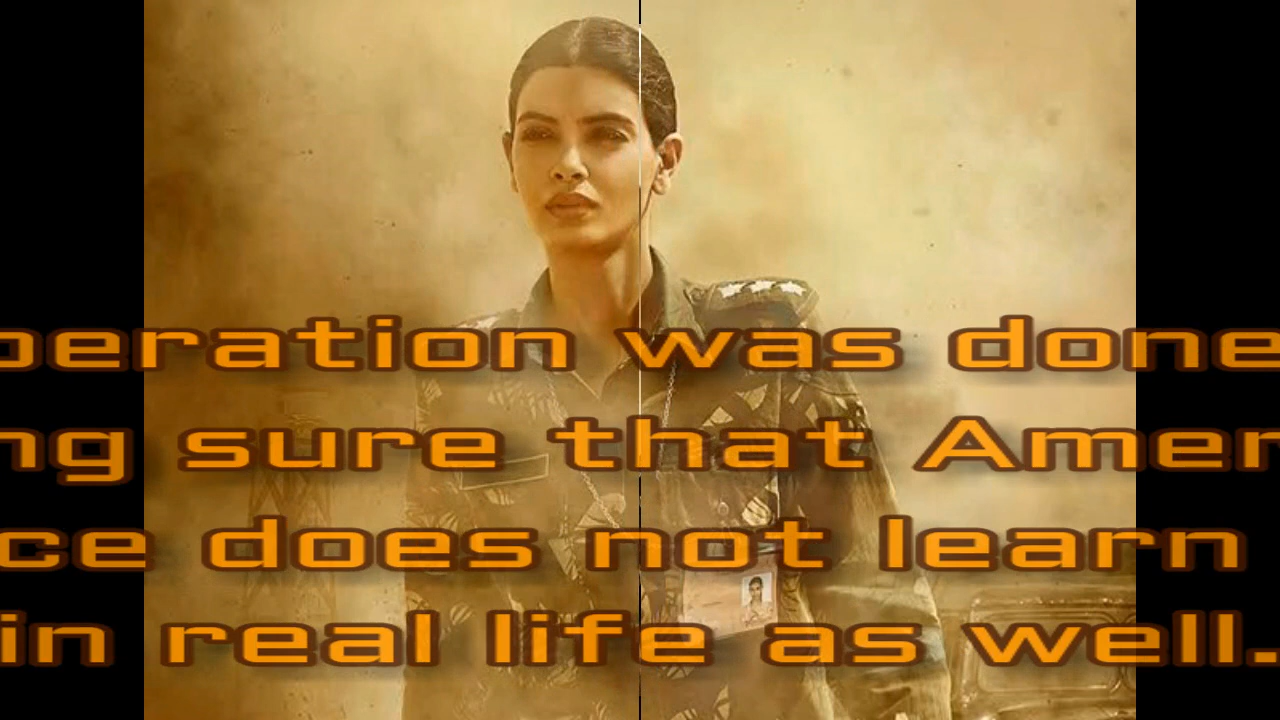 peration was done
ng sure that Amer
ce does not learn
in real life as well.